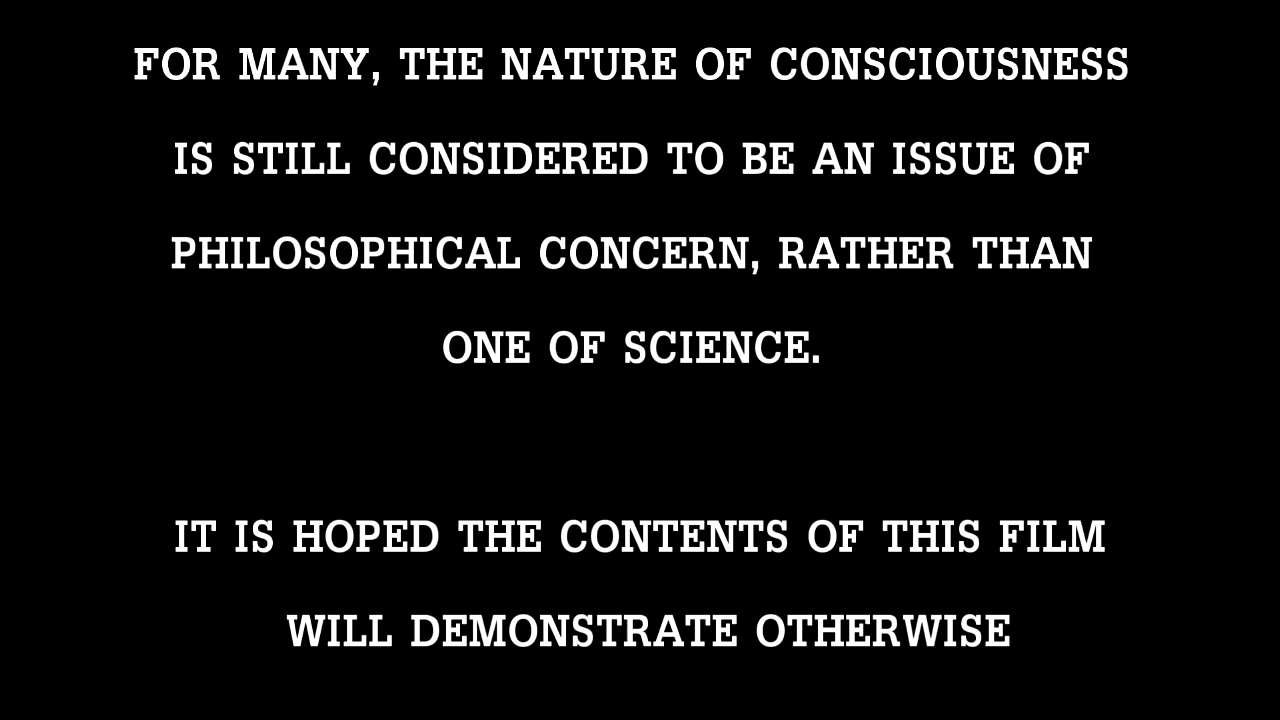 FOR MANY, THE NATURE OF CONSCIOUSNESS
IS STILL CONSIDERED TO BE AN ISSUE OF
PHILOSOPHICAL CONCERN, RATHER THAN
ONE OF SCIENCE.
IT IS HOPED THE CONTENTS OF THIS FILM
WILL DEMONSTRATE OTHERWISE